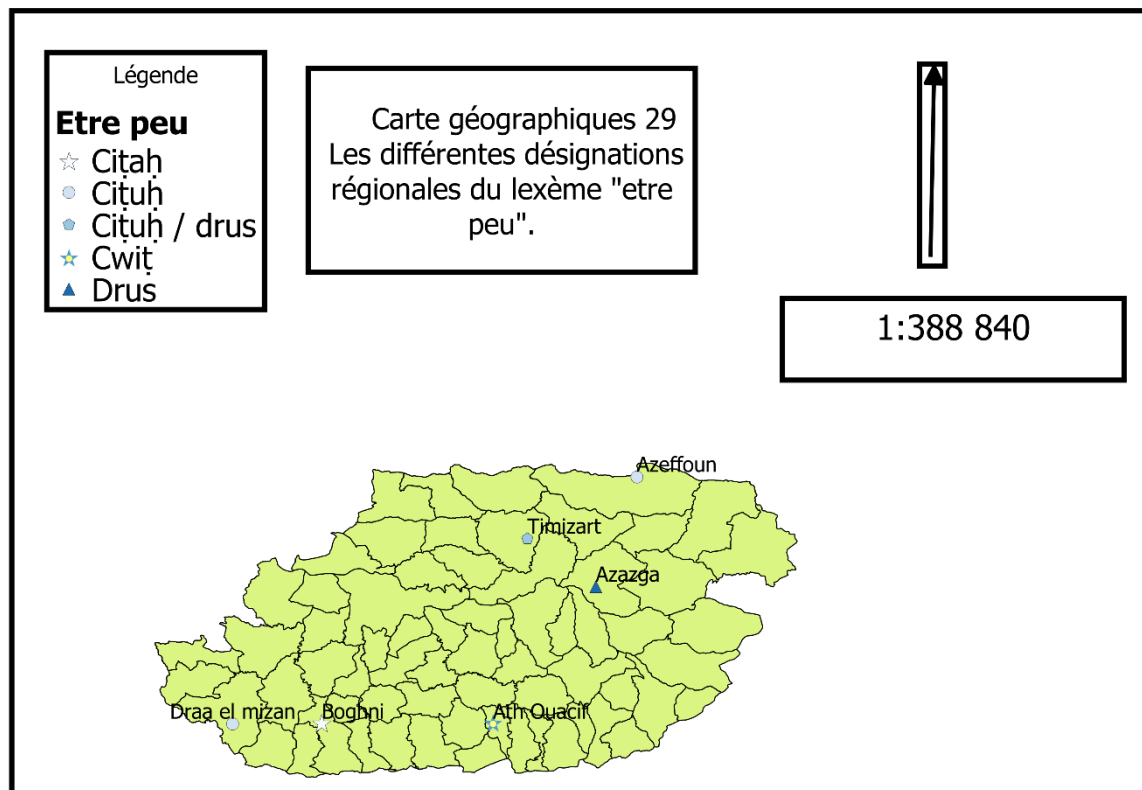 Légende
Etre peu
Ciṭaḥ
Ciṭuḥ
Ciṭuḥ / drus
Cwiṭ
Drus
Carte géographiques 29
Les différentes désignations
régionales du lexème "etre
peu".
1:388 840
Azeffoun
Timizart
Azazga
Draa el mizan
Boghni
Ath Ouacif